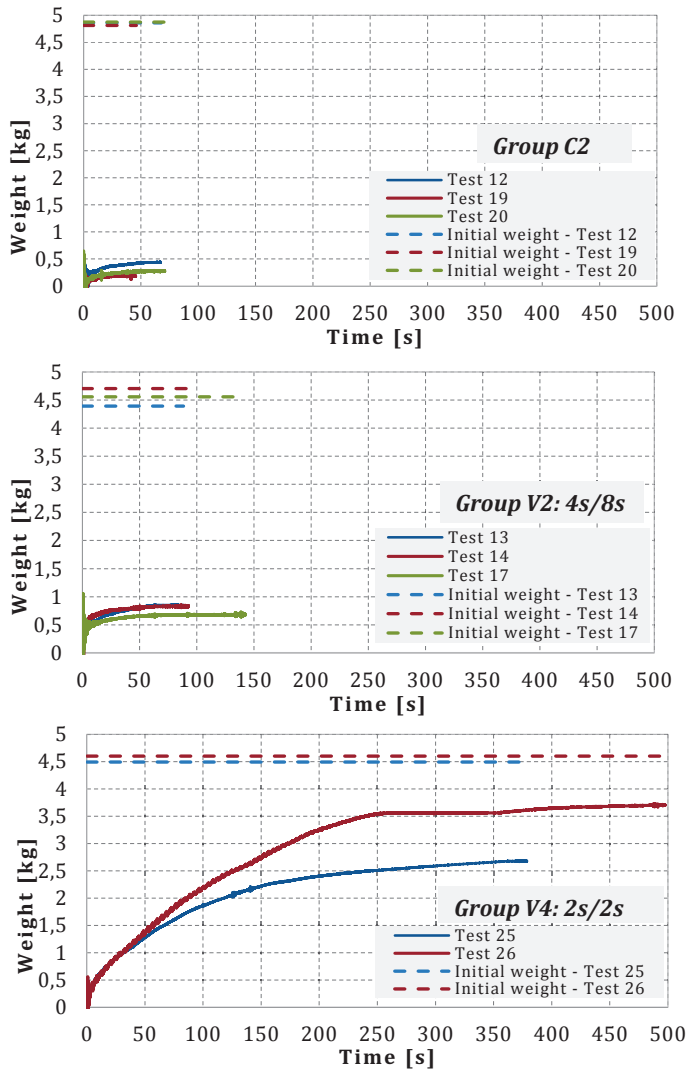 5
4,5
4
3,5
3
2,5
2
1,5
1
0,5
0
Weight [kg]
Group C2
Test 12
Test 19
Test 20
Initial weight - Test 12
Initial weight - Test 19
Initial weight - Test 20
0 50 100 150 200 250 300 350 400 450 500
Time [s]
5
4,5
4
3,5
3
2,5
2
1,5
1
0,5
0
Weight [kg]
Group V2: 4s/8s
Test 13
Test 14
Test 17
Initial weight - Test 13
Initial weight - Test 14
Initial weight - Test 17
0 50 100 150 200 250 300 350 400 450 500
Time [s]
5
4,5
4
3,5
3
2,5
2
1,5
1
0,5
0
Weight [kg]
Group V4: 2s/2s
Test 25
Test 26
Initial weight - Test 25
Initial weight - Test 26
0 50 100 150 200 250 300 350 400 450 500
Time [s]